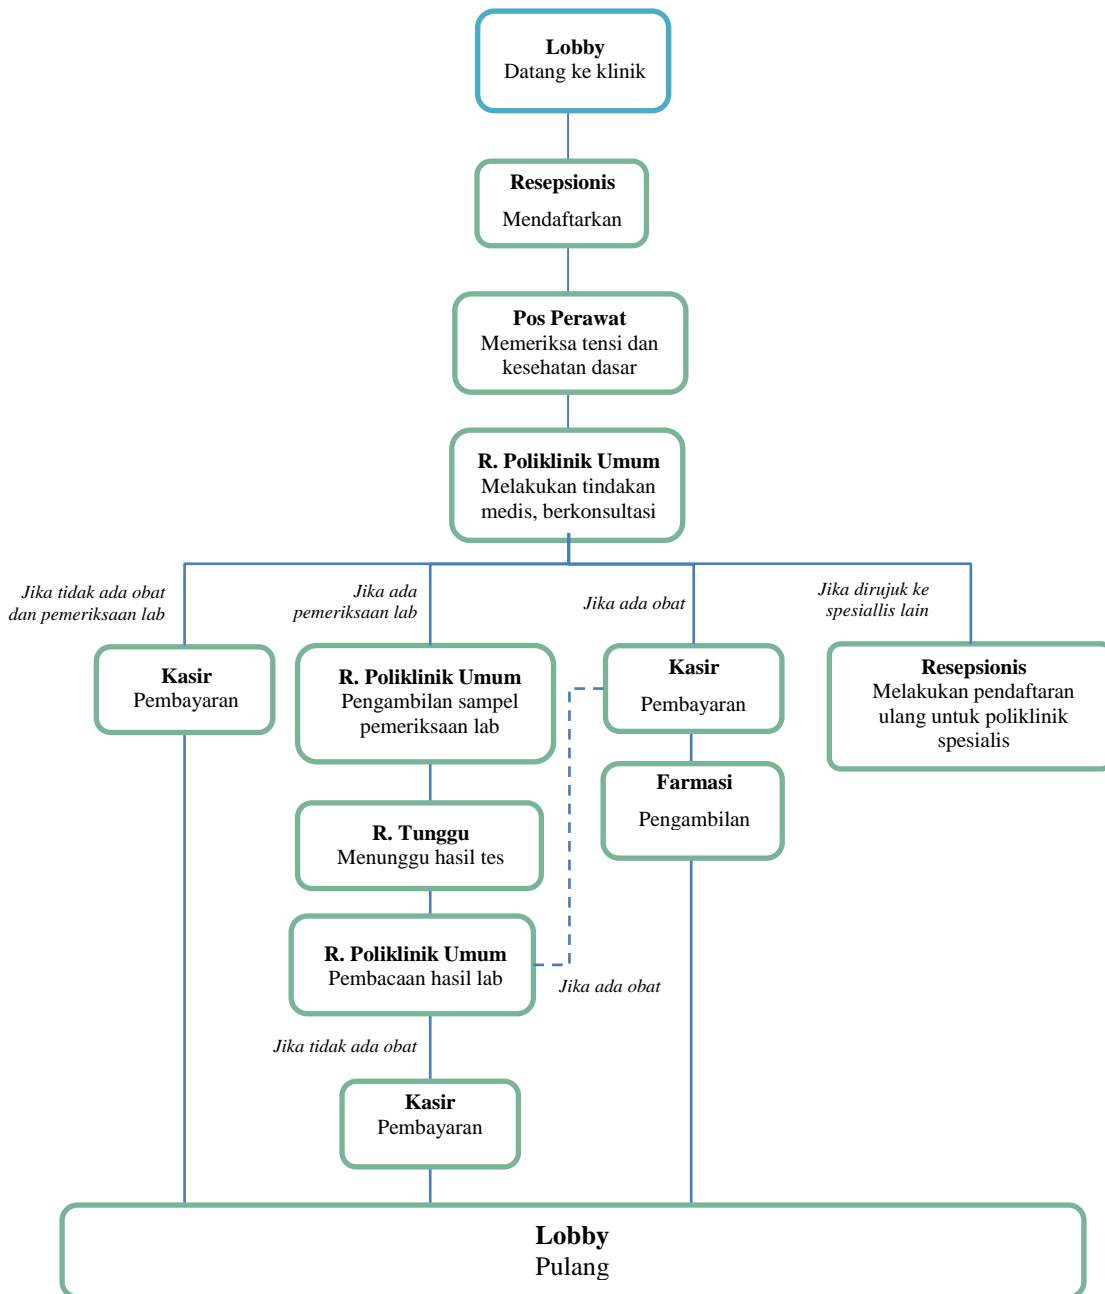 Lobby
Datang ke klinik
Resepsionis
Mendaftarkan
Pos Perawat
Memeriksa tensi dan
kesehatan dasar
R. Poliklinik Umum
Melakukan tindakan
medis, berkonsultasi
Jika tidak ada obat
dan pemeriksaan lab
Jika ada
pemeriksaan lab
Jika ada obat
Jika dirujuk ke
spesiallis lain
Kasir
Pembayaran
R. Poliklinik Umum
Pengambilan sampel
pemeriksaan lab
Kasir
Pembayaran
Resepsionis
Melakukan pendaftaran
ulang untuk poliklinik
spesialis
Farmasi
Pengambilan
R. Tunggu
Menunggu hasil tes
R. Poliklinik Umum
Pembacaan hasil lab
Jika ada obat
Jika tidak ada obat
Kasir
Pembayaran
Lobby
Pulang